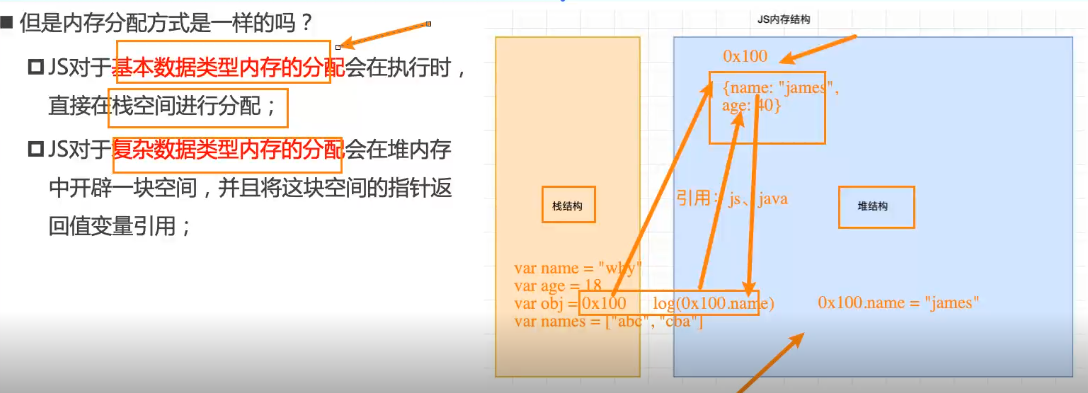 但是内存分配方式是一样的吗？
JS对于基本数据类型内存的分配会在执行时，
直接在栈空间进行分配；
JS对于复杂数据类型内存的分配会在堆内存
中开辟一块空间，并且将这块空间的指针返
回值变量引用；
JS内存结构
0x100
{name: "james",
age: 40}
引用：js、java
栈结构
堆结构
var name = "why"
var age = 18
var obj = 0x100 log(0x100.name)
0x100.name = "james"
var names = ["abc", "cba"]